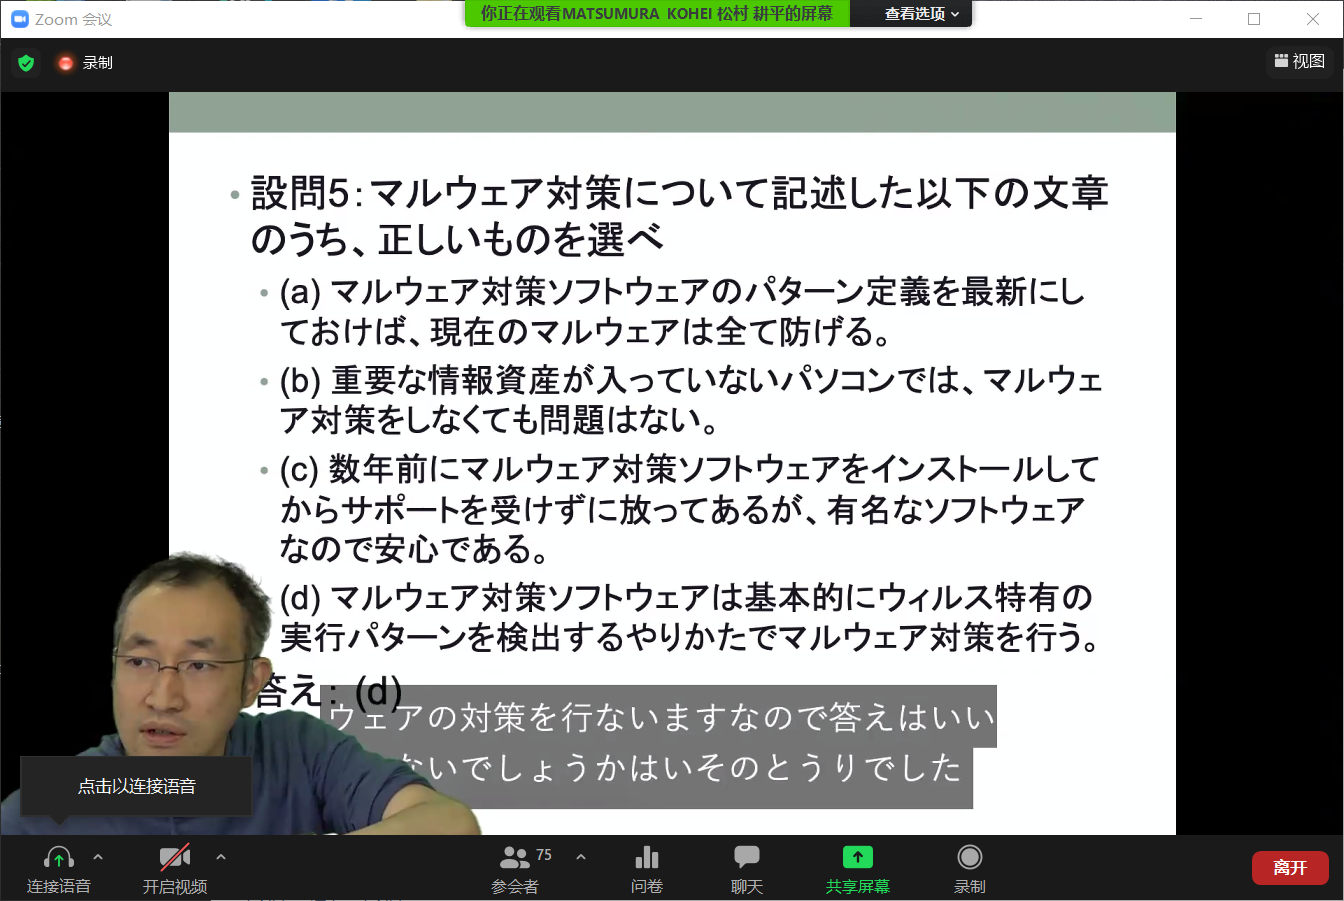 Zoom 会议
你正在观看MATSUMURA KOHEI 松村 耕平的屏幕
查看选项
录制
视图
設問5:マルウェア対策について記述した以下の文章
のうち、正しいものを選べ
(a) マルウェア対策ソフトウェアのパターン定義を最新にし
ておけば、現在のマルウェアは全て防げる。
(b) 重要な情報資産が入っていないパソコンでは、マルウェ
ア対策をしなくても問題はない。
(c) 数年前にマルウェア対策ソフトウェアをインストールして
からサポートを受けずに放ってあるが、有名なソフトウェア
なので安心である。
(d) マルウェア対策ソフトウェアは基本的にウィルス特有の
実行パターンを検出するやりかたでマルウェア対策を行う。
答え: (d)
ウェアの対策を行ないますなので答えはいい
ないでしょうかはいそのとうりでした
点击以连接语音
连接语音
开启视频
75
参会者
问卷
聊天
共享屏幕
录制
离开